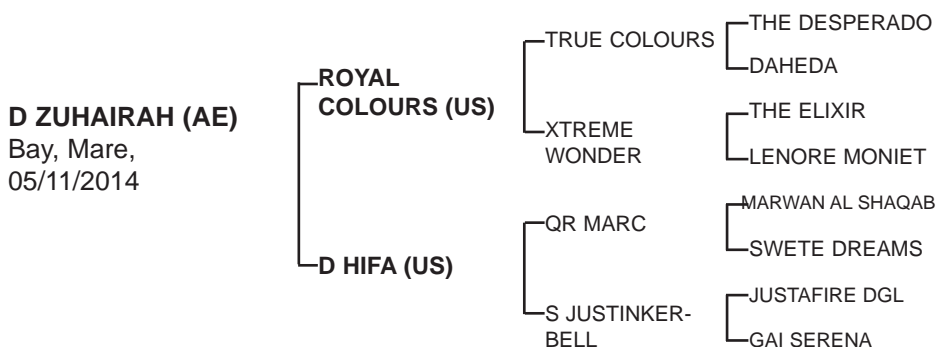 D ZUHAIRAH (AE)
Bay, Mare,
05/11/2014
ROYAL
COLOURS (US)
D HIFA (US)
TRUE COLOURS
XTREME
WONDER
QR MARC
S JUSTINKER-
BELL
THE DESPERADO
DAHEDA
THE ELIXIR
LENORE MONIET
MARWAN AL SHAQAB
SWETE DREAMS
JUSTAFIRE DGL
GAI SERENA